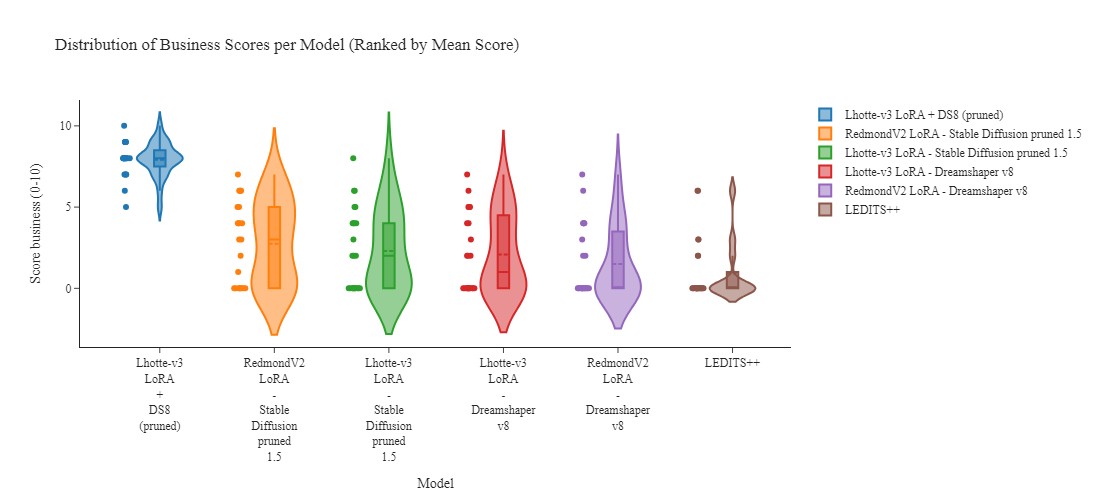 Distribution of Business Scores per Model (Ranked by Mean Score)
Score business (0-10)
10
5
0
Lhotte-v3
LoRA
+
DS8
(pruned)
RedmondV2
LoRA
-
Stable
Diffusion
pruned
1.5
Lhotte-v3
LoRA
-
Stable
Diffusion
pruned
1.5
Lhotte-v3
LoRA
-
Dreamshaper
v8
RedmondV2
LoRA
-
Dreamshaper
v8
LEDITS++
Model
Lhotte-v3 LoRA + DS8 (pruned)
RedmondV2 LoRA - Stable Diffusion pruned 1.5
Lhotte-v3 LoRA - Stable Diffusion pruned 1.5
Lhotte-v3 LoRA - Dreamshaper v8
RedmondV2 LoRA - Dreamshaper v8
LEDITS++